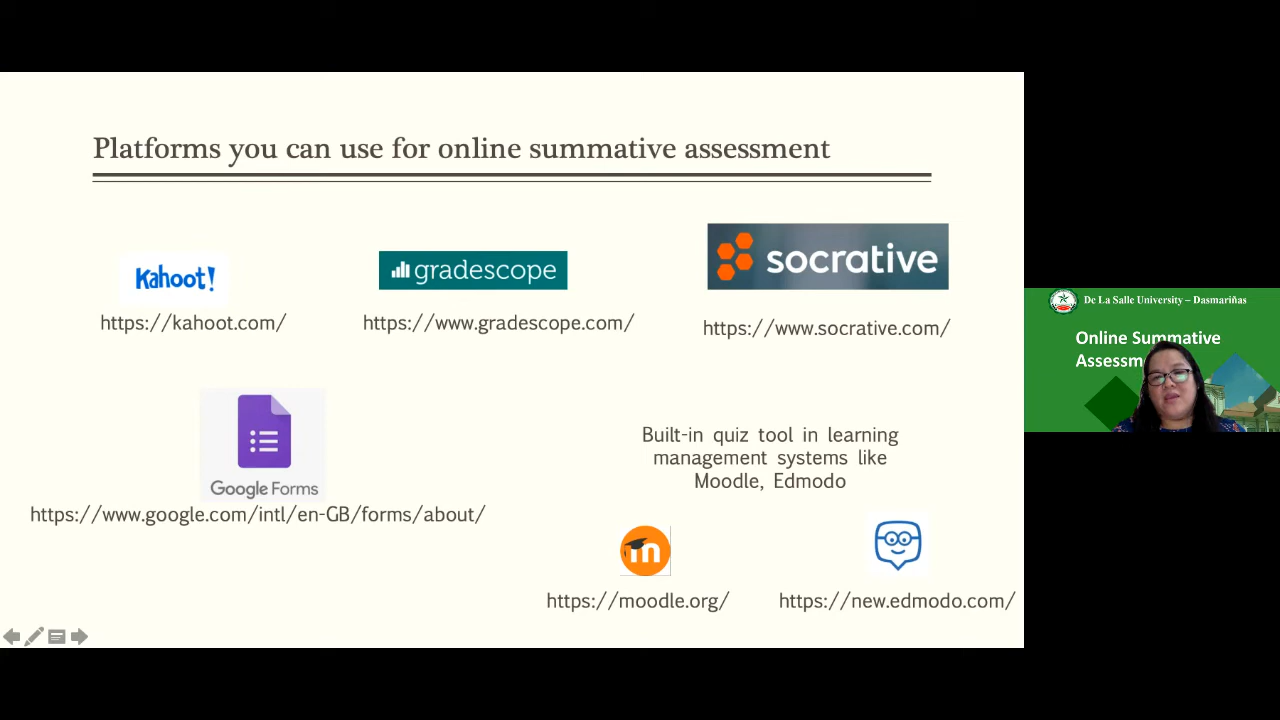 Platforms you can use for online summative assessment
Kahoot!
https://kahoot.com/
gradescope
https://www.gradescope.com/
socrative
https://www.socrative.com/
Google Forms
https://www.google.com/intl/en-GB/forms/about/
Built-in quiz tool in learning
management systems like
Moodle, Edmodo
m
https://moodle.org/
https://new.edmodo.com/
De La Salle University – Dasmariñas
Online Summative